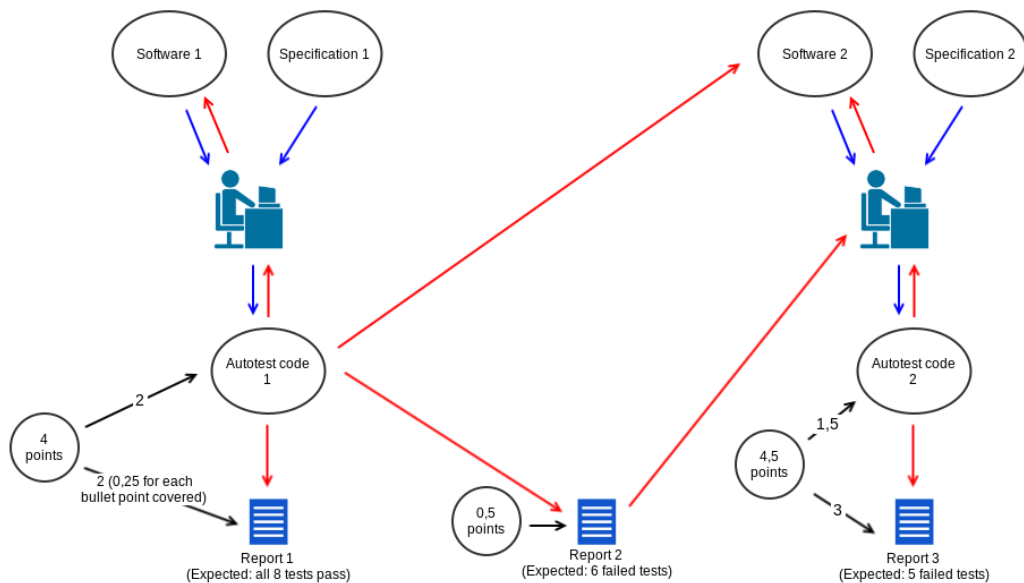 Software 1
Specification 1
Software 2
Specification 2
Autotest code
1
Autotest code
2
2
4
points
2 (0,25 for each
bullet point covered)
1,5
4,5
points
3
0,5
points
Report 1
(Expected: all 8 tests pass)
Report 2
(Expected: 6 failed tests)
Report 3
(Expected: 5 failed tests)